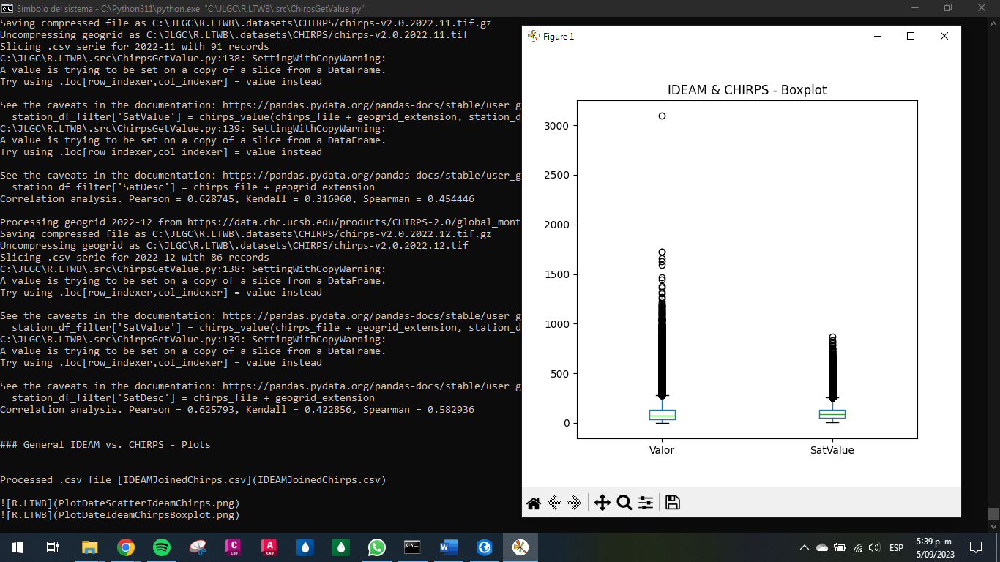 Símbolo del sistema - C:\Python311\python.exe "C:\JLGC\R.LTWB\.src\ChirpsGetValue.py"
Saving compressed file as C:\JLGC\R.LTWB\.datasets\CHIRPS/chirps-v2.0.2022.11.tif.gz
Uncompressing geogrid as C:\JLGC\R.LTWB\.datasets\CHIRPS/chirps-v2.0.2022.11.tif
Slicing .csv serie for 2022-11 with 91 records
C:\JLGC\R.LTWB\.src\ChirpsGetValue.py:138: SettingWithCopyWarning:
A value is trying to be set on a copy of a slice from a DataFrame.
Try using .loc[row_indexer,col_indexer] = value instead
See the caveats in the documentation: https://pandas.pydata.org/pandas-docs/stable/user_g
station_df_filter['SatValue'] = chirps_value(chirps_file + geogrid_extension, station_d
C:\JLGC\R.LTWB\.src\ChirpsGetValue.py:139: SettingWithCopyWarning:
A value is trying to be set on a copy of a slice from a DataFrame.
Try using .loc[row_indexer,col_indexer] = value instead
See the caveats in the documentation: https://pandas.pydata.org/pandas-docs/stable/user_g
station_df_filter['SatDesc'] = chirps_file + geogrid_extension
Correlation analysis. Pearson = 0.628745, Kendall = 0.316960, Spearman = 0.454446
Processing geogrid 2022-12 from https://data.chc.ucsb.edu/products/CHIRPS-2.0/global_mont
Saving compressed file as C:\JLGC\R.LTWB\.datasets\CHIRPS/chirps-v2.0.2022.12.tif.gz
Uncompressing geogrid as C:\JLGC\R.LTWB\.datasets\CHIRPS/chirps-v2.0.2022.12.tif
Slicing .csv serie for 2022-12 with 86 records
C:\JLGC\R.LTWB\.src\ChirpsGetValue.py:138: SettingWithCopyWarning:
A value is trying to be set on a copy of a slice from a DataFrame.
Try using .loc[row_indexer,col_indexer] = value instead
See the caveats in the documentation: https://pandas.pydata.org/pandas-docs/stable/user_g
station_df_filter['SatValue'] = chirps_value(chirps_file + geogrid_extension, station_d
C:\JLGC\R.LTWB\.src\ChirpsGetValue.py:139: SettingWithCopyWarning:
A value is trying to be set on a copy of a slice from a DataFrame.
Try using .loc[row_indexer,col_indexer] = value instead
See the caveats in the documentation: https://pandas.pydata.org/pandas-docs/stable/user_g
station_df_filter['SatDesc'] = chirps_file + geogrid_extension
Correlation analysis. Pearson = 0.625793, Kendall = 0.422856, Spearman = 0.582936
### General IDEAM vs. CHIRPS - Plots
Processed .csv file [IDEAMJoinedChirps.csv](IDEAMJoinedChirps.csv)
![R.LTWB](PlotDateScatterIdeamChirps.png)
![R.LTWB](PlotDateIdeamChirpsBoxplot.png)
Figure 1
IDEAM & CHIRPS - Boxplot
3000
2500
2000
1500
1000
500
0
Valor SatValue
C
C3D
A
CAD
W
ESP
5:39 p. m.
5/09/2023